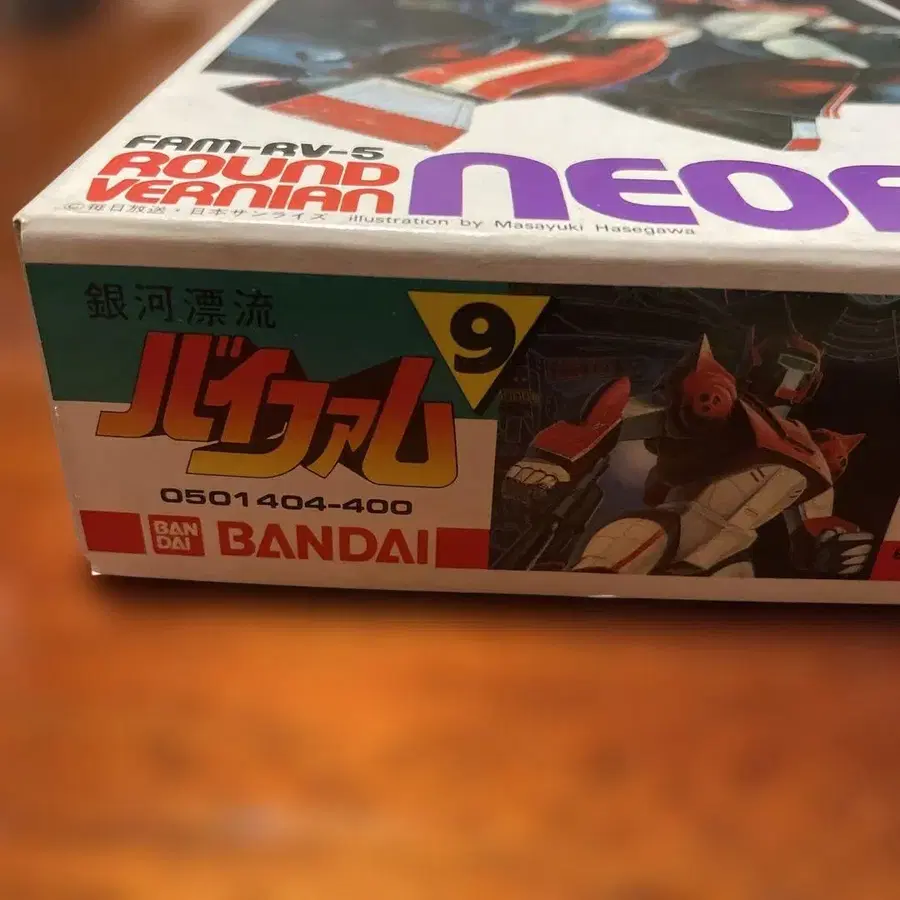 FAM-RV-5
ROUND
VERNIAN
NEOF
©毎日放送・日本サンライズ illustration by Masayuki Hasegawa
銀河漂流
バイファム
9
0501404-400
BAN
DAI
BANDAI